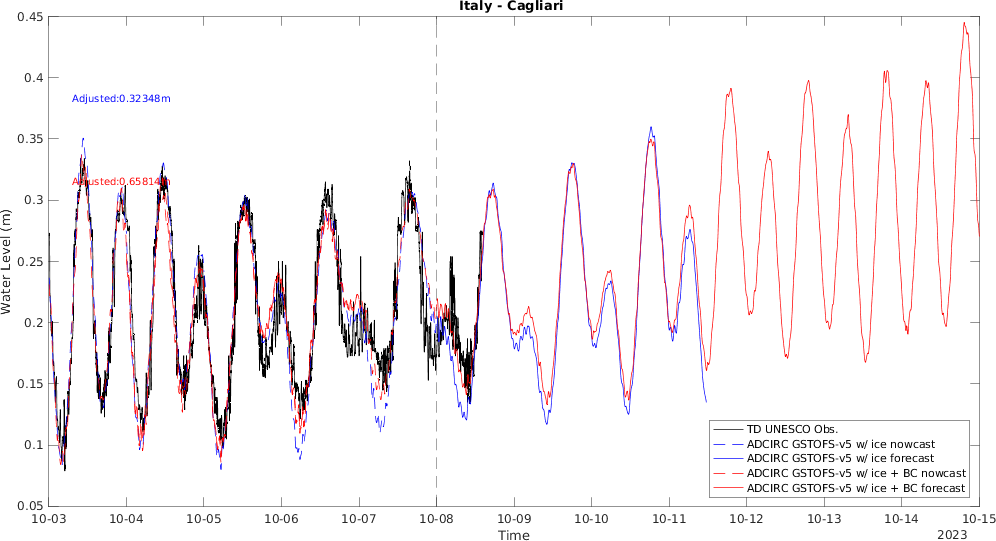 Italy - Cagliari
0.45
0.4
0.35
0.3
0.25
0.2
0.15
0.1
0.05
Water Level (m)
Adjusted:0.32348m
Adjusted:0.65814m
TD UNESCO Obs.
ADCIRC GSTOFS-v5 w/ ice nowcast
ADCIRC GSTOFS-v5 w/ ice forecast
ADCIRC GSTOFS-v5 w/ ice + BC nowcast
ADCIRC GSTOFS-v5 w/ ice + BC forecast
10-03 10-04 10-05 10-06 10-07 10-08 10-09 10-10 10-11 10-12 10-13 10-14 10-15
Time
2023